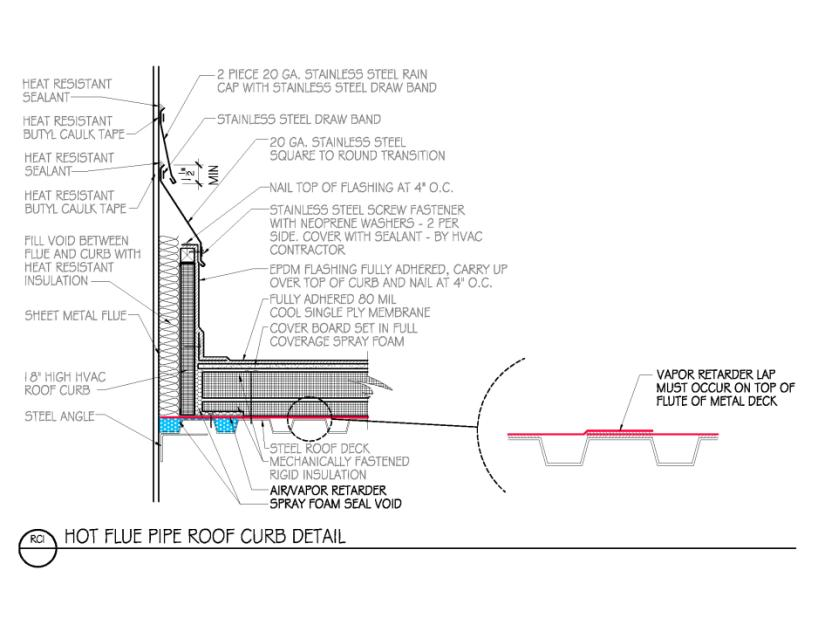 HEAT RESISTANT
SEALANT
HEAT RESISTANT
BUTYL CAULK TAPE
HEAT RESISTANT
SEALANT
HEAT RESISTANT
BUTYL CAULK TAPE
FILL VOID BETWEEN
FLUE AND CURB WITH
HEAT RESISTANT
INSULATION
SHEET METAL FLUE
18" HIGH HVAC
ROOF CURB
STEEL ANGLE
2 PIECE 20 GA. STAINLESS STEEL RAIN
CAP WITH STAINLESS STEEL DRAW BAND
STAINLESS STEEL DRAW BAND
20 GA. STAINLESS STEEL
SQUARE TO ROUND TRANSITION
1 1/2"
MIN
NAIL TOP OF FLASHING AT 4" O.C.
STAINLESS STEEL SCREW FASTENER
WITH NEOPRENE WASHERS - 2 PER
SIDE. COVER WITH SEALANT - BY HVAC
CONTRACTOR
EPDM FLASHING FULLY ADHERED, CARRY UP
OVER TOP OF CURB AND NAIL AT 4" O.C.
FULLY ADHERED 80 MIL
COOL SINGLE PLY MEMBRANE
COVER BOARD SET IN FULL
COVERAGE SPRAY FOAM
STEEL ROOF DECK
MECHANICALLY FASTENED
RIGID INSULATION
AIR/VAPOR RETARDER
SPRAY FOAM SEAL VOID
VAPOR RETARDER LAP
MUST OCCUR ON TOP OF
FLUTE OF METAL DECK
RCI
HOT FLUE PIPE ROOF CURB DETAIL